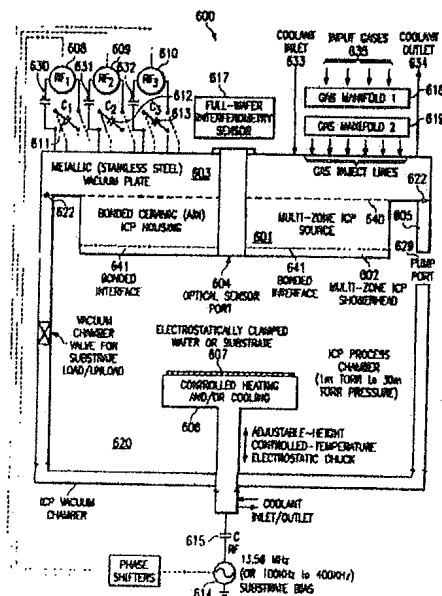 600
608
609
610
COOLANT INLET
633
INPUT GASES
635
COOLANT OUTLET
634
630
RF1
631
RF2
632
RF3
C1
C2
C3
612
613
611
617
FULL-WAFER INTERFEROMETRY SENSOR
GAS MANIFOLD 1
618
GAS MANIFOLD 2
619
METALLIC (STAINLESS STEEL) VACUUM PLATE
603
GAS INJECT LINES
622
622
BONDED CERAMIC (AlN) ICP HOUSING
MULTI-ZONE ICP SOURCE
640
601
605
629
PUMP PORT
641
BONDED INTERFACE
604
OPTICAL SENSOR PORT
641
BONDED INTERFACE
602
MULTI-ZONE ICP SHOWERHEAD
ELECTROSTATICALLY CLAMPED WAFER OR SUBSTRATE
607
VACUUM CHAMBER VALVE FOR SUBSTRATE LOAD/UNLOAD
CONTROLLED HEATING AND/OR COOLING
606
ICP PROCESS CHAMBER
(1m TORR to 30m TORR PRESSURE)
620
ADJUSTABLE-HEIGHT CONTROLLED-TEMPERATURE ELECTROSTATIC CHUCK
ICP VACUUM CHAMBER
COOLANT INLET/OUTLET
615
C
RF
PHASE SHIFTERS
614
13.56 MHz
(OR 100KHz to 400KHz)
SUBSTRATE BIAS